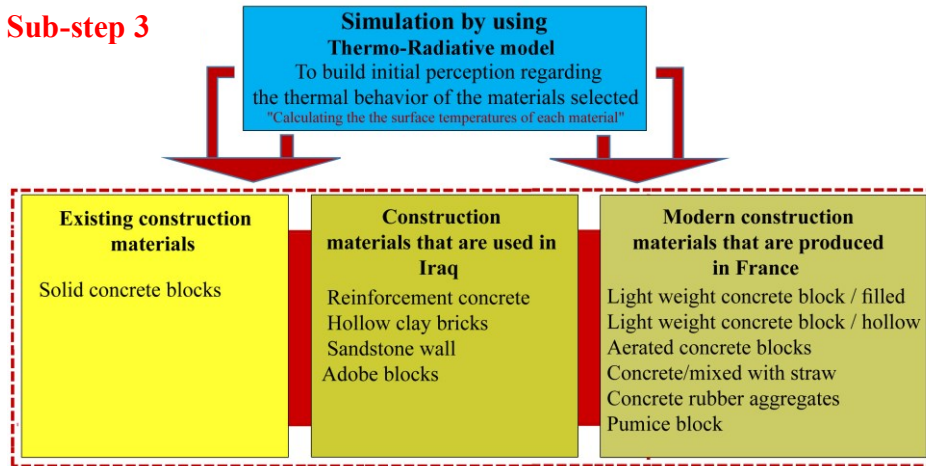 Sub-step 3
Simulation by using
Thermo-Radiative model
To build initial perception regarding
the thermal behavior of the materials selected
"Calculating the the surface temperatures of each material"
Existing construction
materials
Solid concrete blocks
Construction
materials that are used in
Iraq
Reinforcement concrete
Hollow clay bricks
Sandstone wall
Adobe blocks
Modern construction
materials that are produced
in France
Light weight concrete block / filled
Light weight concrete block / hollow
Aerated concrete blocks
Concrete/mixed with straw
Concrete rubber aggregates
Pumice block